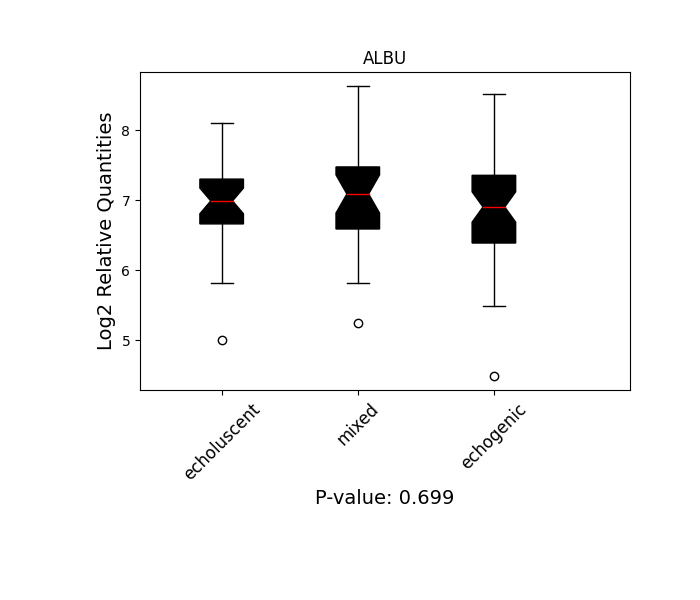 ALBU
Log2 Relative Quantities
8
7
6
5
echoluscent
mixed
echogenic
P-value: 0.699